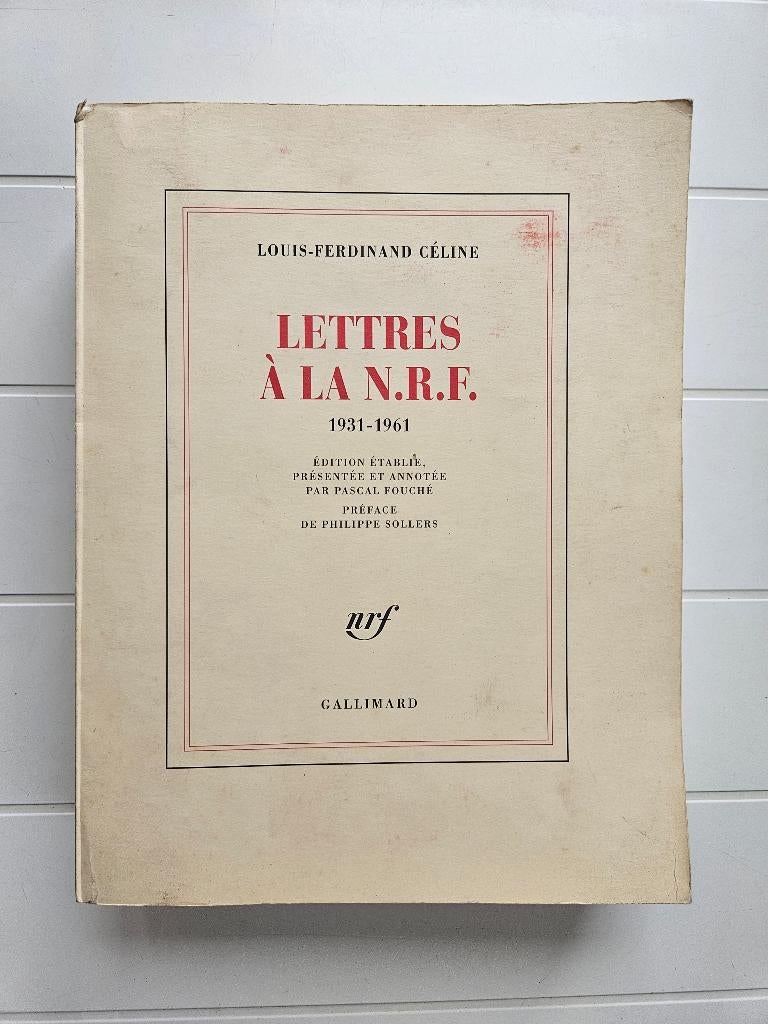 LOUIS-FERDINAND CÉLINE
LETTRES
À LA N.R.F.
1931-1961
ÉDITION ÉTABLIE,
PRÉSENTÉE ET ANNOTÉE
PAR PASCAL FOUCHÉ
PRÉFACE
DE PHILIPPE SOLLERS
nrf
GALLIMARD